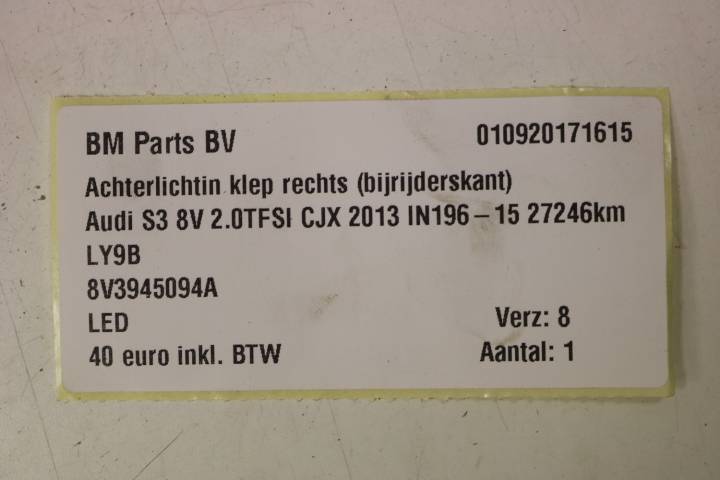 BM Parts BV 010920171615
Achterlichtin klep rechts (bijrijderskant)
Audi S3 8V 2.0TFSI CJX 2013 IN196-15 27246km
LY9B
8V3945094A
LED Verz: 8
40 euro inkl. BTW Aantal: 1